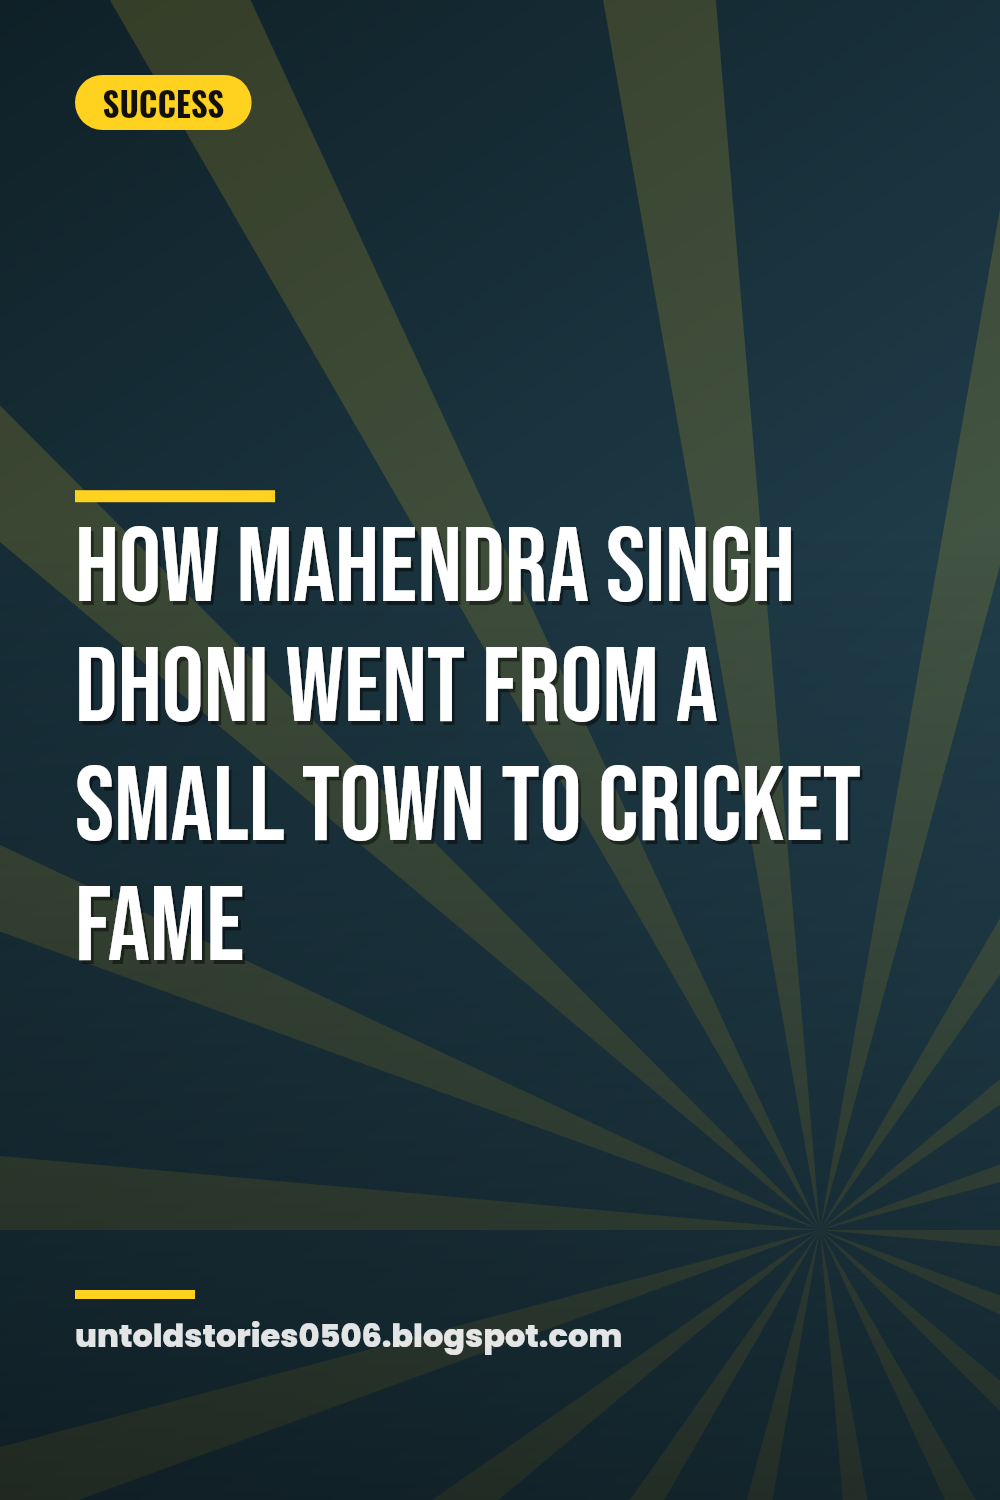 SUCCESS
HOW MAHENDRA SINGH
DHONI WENT FROM A
SMALL TOWN TO CRICKET
FAME
untoldstories0506.blogspot.com